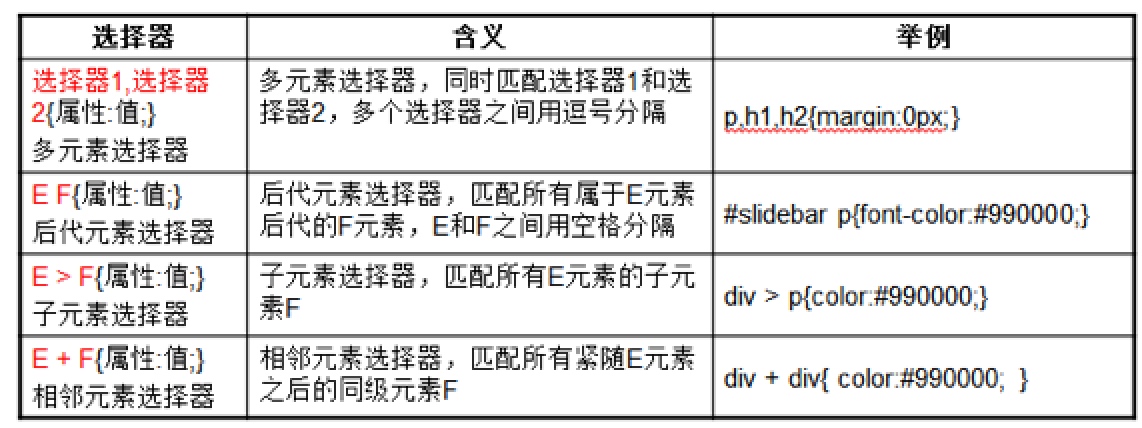 选择器 含义 举例
选择器1,选择器
2{属性:值;}
多元素选择器
多元素选择器，同时匹配选择器1和选
择器2，多个选择器之间用逗号分隔
p,h1,h2{margin:0px;}
E F{属性:值;}
后代元素选择器
后代元素选择器，匹配所有属于E元素
后代的F元素，E和F之间用空格分隔
#slidebar p{font-color:#990000;}
E > F{属性:值;}
子元素选择器
子元素选择器，匹配所有E元素的子元
素F
div > p{color:#990000;}
E + F{属性:值;}
相邻元素选择器
相邻元素选择器，匹配所有紧随E元素
之后的同级元素F
div + div{ color:#990000; }